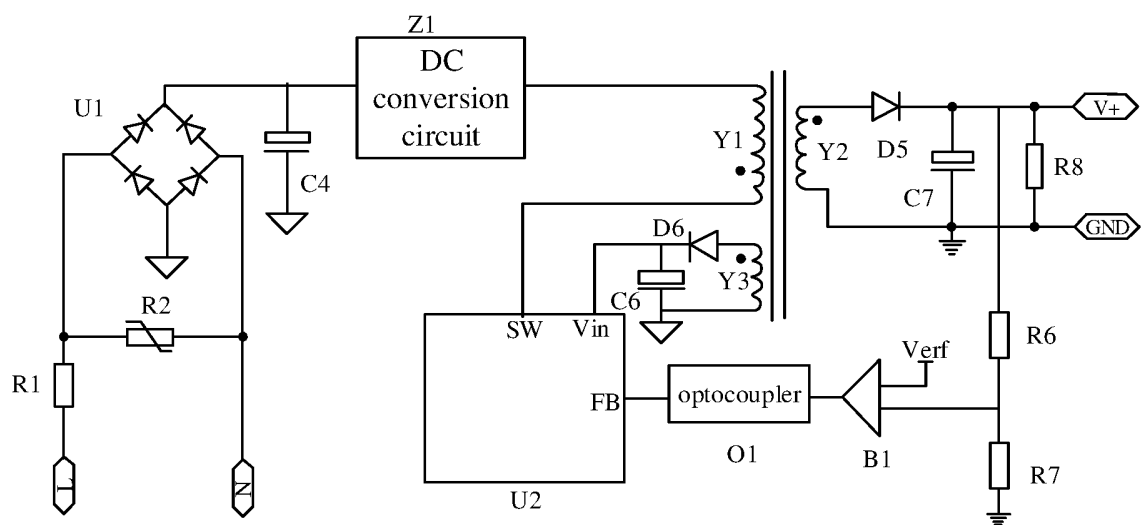 Z1
DC
conversion
circuit
U1
C4
Y1
Y2
D5
C7
R8
V+
GND
D6
Y3
C6
R2
SW
Vin
R1
R6
Verf
FB
optocoupler
O1
B1
R7
U2
L
N